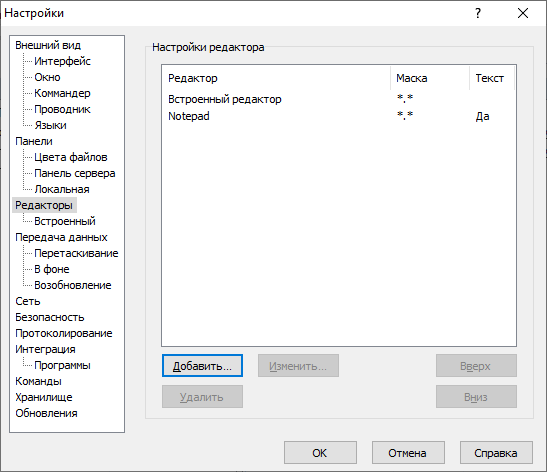 Настройки
?
Внешний вид
Интерфейс
Окно
Коммандер
Проводник
Языки
Панели
Цвета файлов
Панель сервера
Локальная
Редакторы
Встроенный
Передача данных
Перетаскивание
В фоне
Возобновление
Сеть
Безопасность
Протоколирование
Интеграция
Программы
Команды
Хранилище
Обновления
Настройки редактора
Редактор Маска Текст
Встроенный редактор *.*
Notepad *.* Да
Добавить... Изменить... Вверх
Удалить Вниз
ОК Отмена Справка